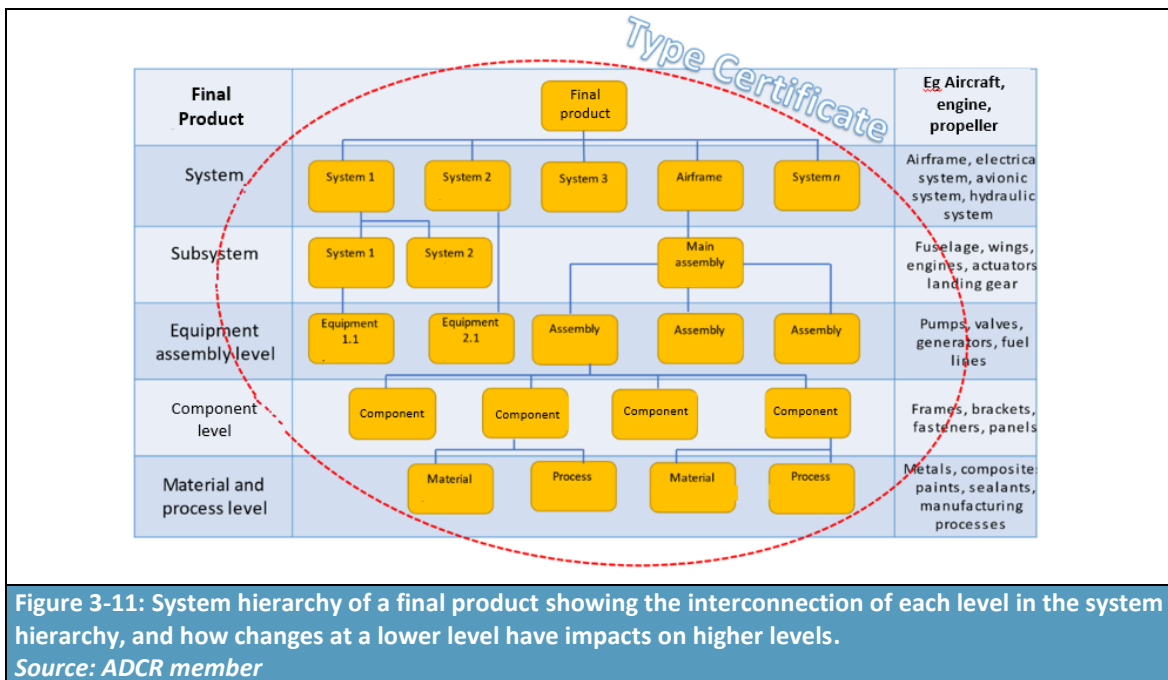 Type Certificate
Final
Product
Final
product
Eg Aircraft,
engine,
propeller
System
System 1
System 2
System 3
Airframe
System n
Airframe, electrica
system, avionic
system, hydraulic
system
Subsystem
System 1
System 2
Main
assembly
Fuselage, wings,
engines, actuators
landing gear
Equipment
assembly level
Equipment
1.1
Equipment
2.1
Assembly
Assembly
Assembly
Pumps, valves,
generators, fuel
lines
Component
level
Component
Component
Component
Component
Frames, brackets,
fasteners, panels
Material and
process level
Material
Process
Material
Process
Metals, composite
paints, sealants,
manufacturing
processes
Figure 3-11: System hierarchy of a final product showing the interconnection of each level in the system
hierarchy, and how changes at a lower level have impacts on higher levels.
Source: ADCR member